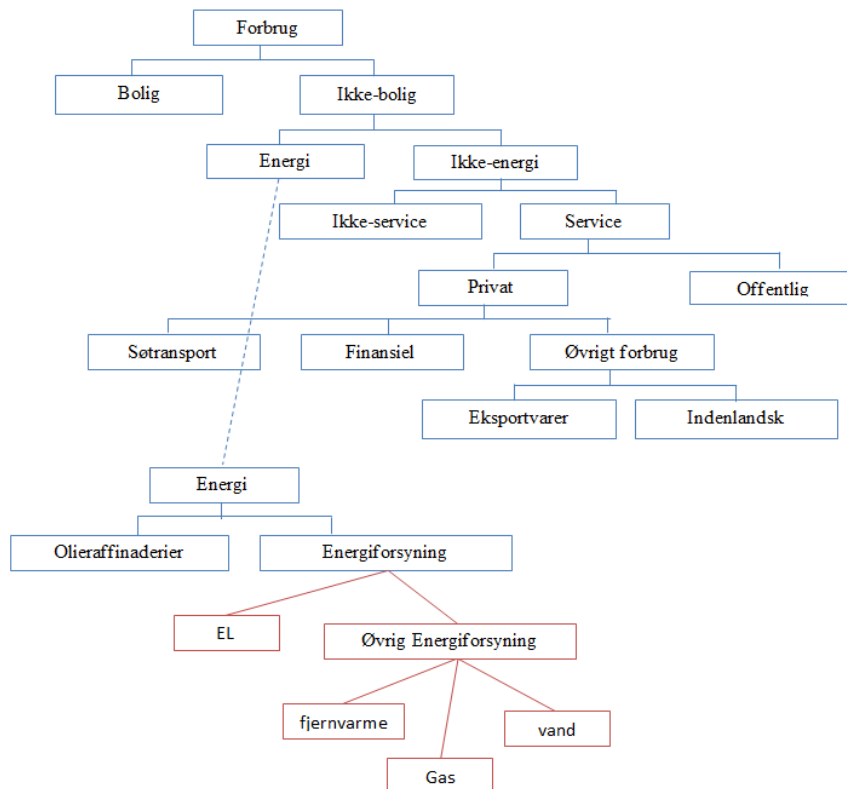 Forbrug
Bolig
Ikke-bolig
Energi
Ikke-energi
Ikke-service
Service
Privat
Offentlig
Søtransport
Finansiel
Øvrigt forbrug
Eksportvarer
Indenlandsk
Energi
Olieraffinaderier
Energiforsyning
EL
Øvrig Energiforsyning
fjernvarme
vand
Gas